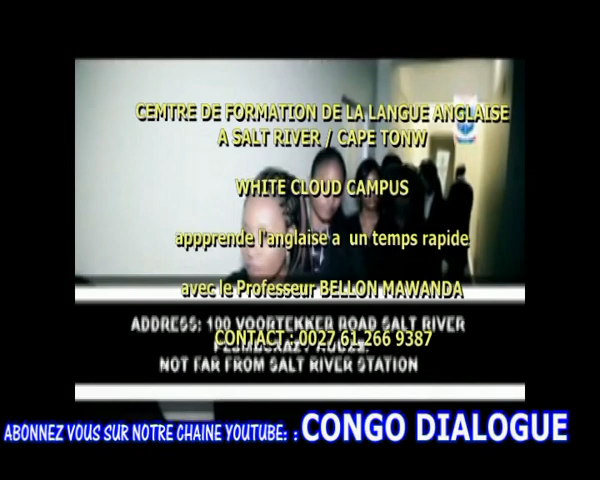 CEMTRE DE FORMATION DE LA LANGUE ANGLAISE
A SALT RIVER / CAPE TONW
WHITE CLOUD CAMPUS
appprende l'anglaise a un temps rapide
avec le Professeur BELLON MAWANDA
ADDRESS: 100 VOORTEKKER ROAD SALT RIVER
CONTACT : 0027 61 266 9387
NOT FAR FROM SALT RIVER STATION
ABONNEZ VOUS SUR NOTRE CHAINE YOUTUBE: : CONGO DIALOGUE